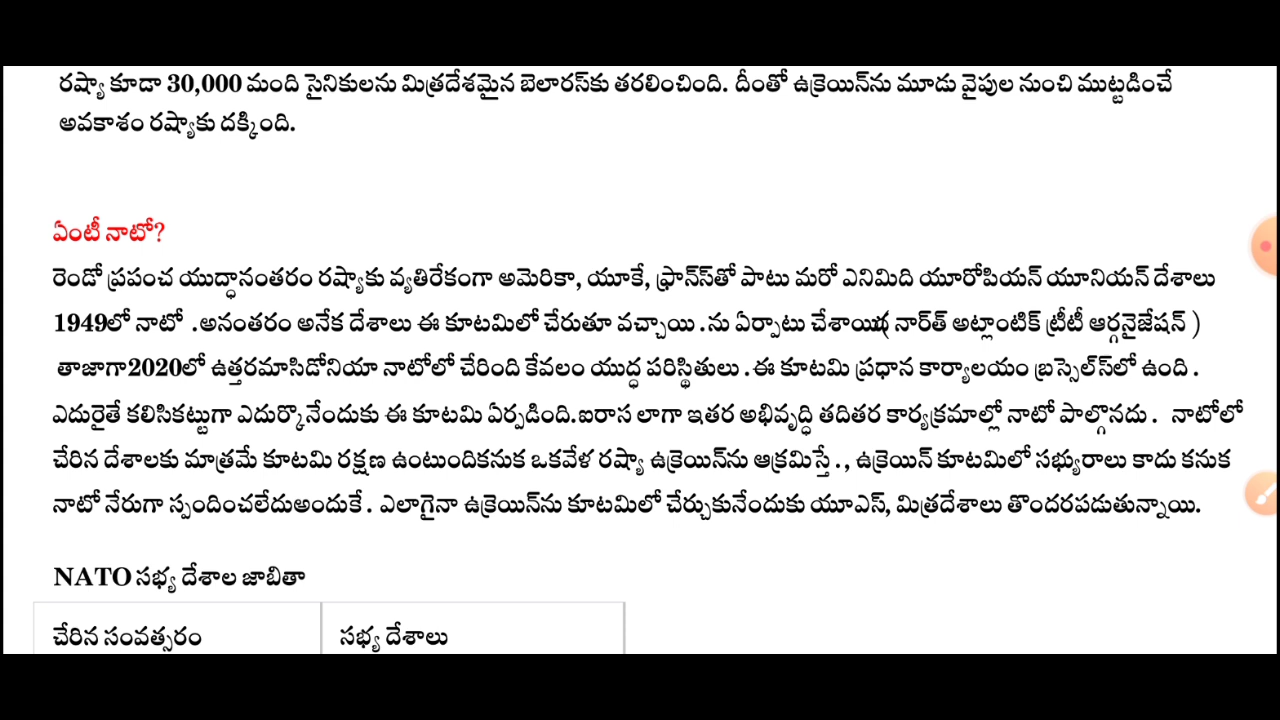 రష్యా కూడా 30,000 మంది సైనికులను మిత్రదేశమైన బెలారస్‌కు తరలించింది. దీంతో ఉక్రెయిన్‌ను మూడు వైపుల నుంచి ముట్టడించే
అవకాశం రష్యాకు దక్కింది.
ఏంటీ నాటో?
రెండో ప్రపంచ యుద్ధానంతరం రష్యాకు వ్యతిరేకంగా అమెరికా, యూకే, ఫ్రాన్స్‌తో పాటు మరో ఎనిమిది యూరోపియన్ యూనియన్ దేశాలు
1949లో నాటో .అనంతరం అనేక దేశాలు ఈ కూటమిలో చేరుతూ వచ్చాయి .ను ఏర్పాటు చేశాయి( నార్త్ అట్లాంటిక్ ట్రీటీ ఆర్గనైజేషన్ )
తాజాగా2020లో ఉత్తరమాసిడోనియా నాటోలో చేరింది కేవలం యుద్ధ పరిస్థితులు .ఈ కూటమి ప్రధాన కార్యాలయం బ్రస్సెల్స్‌లో ఉంది .
ఎదురైతే కలిసికట్టుగా ఎదుర్కొనేందుకు ఈ కూటమి ఏర్పడింది.ఐరాస లాగా ఇతర అభివృద్ధి తదితర కార్యక్రమాల్లో నాటో పాల్గొనదు . నాటోలో
చేరిన దేశాలకు మాత్రమే కూటమి రక్షణ ఉంటుందికనుక ఒకవేళ రష్యా ఉక్రెయిన్‌ను ఆక్రమిస్తే ., ఉక్రెయిన్ కూటమిలో సభ్యురాలు కాదు కనుక
నాటో నేరుగా స్పందించలేదుఅందుకే . ఎలాగైనా ఉక్రెయిన్‌ను కూటమిలో చేర్చుకునేందుకు యూఎస్, మిత్రదేశాలు తొందరపడుతున్నాయి.
NATO సభ్య దేశాల జాబితా
చేరిన సంవత్సరం
సభ్య దేశాలు